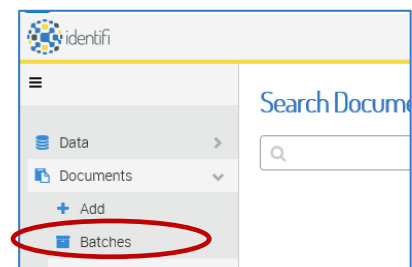 identifi
Search Docume
Data
Documents
Add
Batches